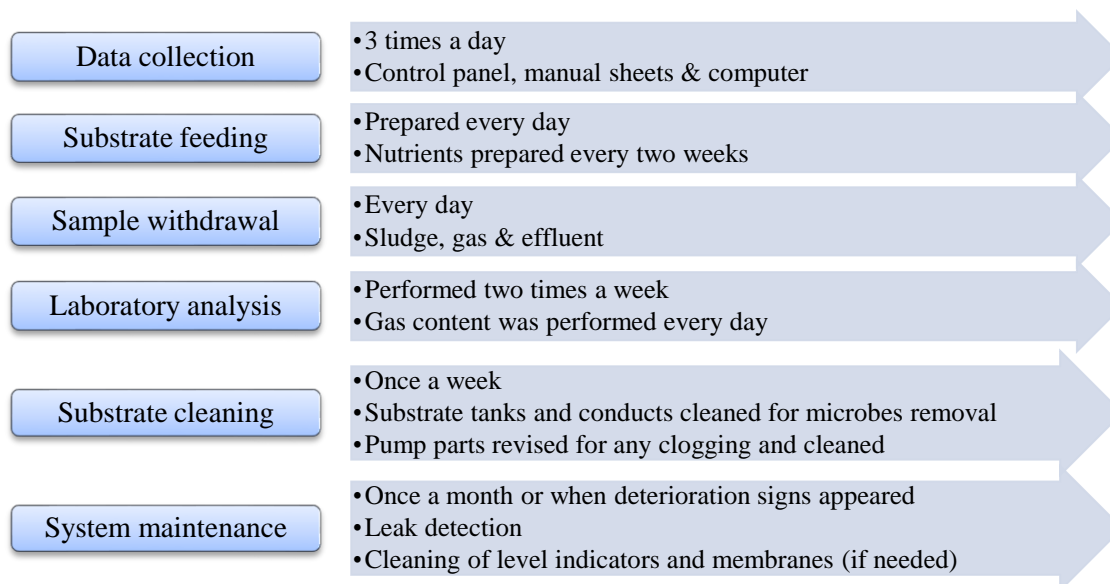 Data collection
•3 times a day
•Control panel, manual sheets & computer
Substrate feeding
•Prepared every day
•Nutrients prepared every two weeks
Sample withdrawal
•Every day
•Sludge, gas & effluent
Laboratory analysis
•Performed two times a week
•Gas content was performed every day
Substrate cleaning
•Once a week
•Substrate tanks and conducts cleaned for microbes removal
•Pump parts revised for any clogging and cleaned
System maintenance
•Once a month or when deterioration signs appeared
•Leak detection
•Cleaning of level indicators and membranes (if needed)